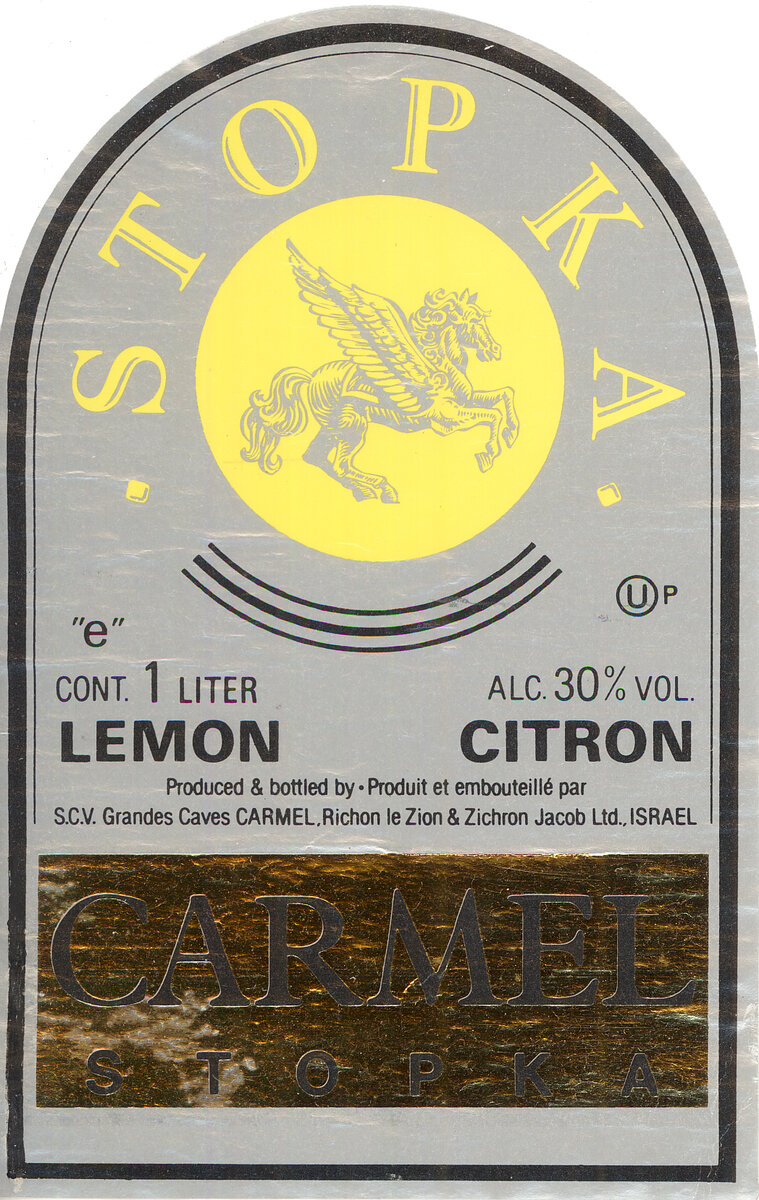 · STOPKA ·
Ⓤ P
"e"
CONT. 1 LITER ALC. 30% VOL.
LEMON CITRON
Produced & bottled by • Produit et embouteillé par
S.C.V. Grandes Caves CARMEL, Richon le Zion & Zichron Jacob Ltd., ISRAEL
CARMEL
STOPKA